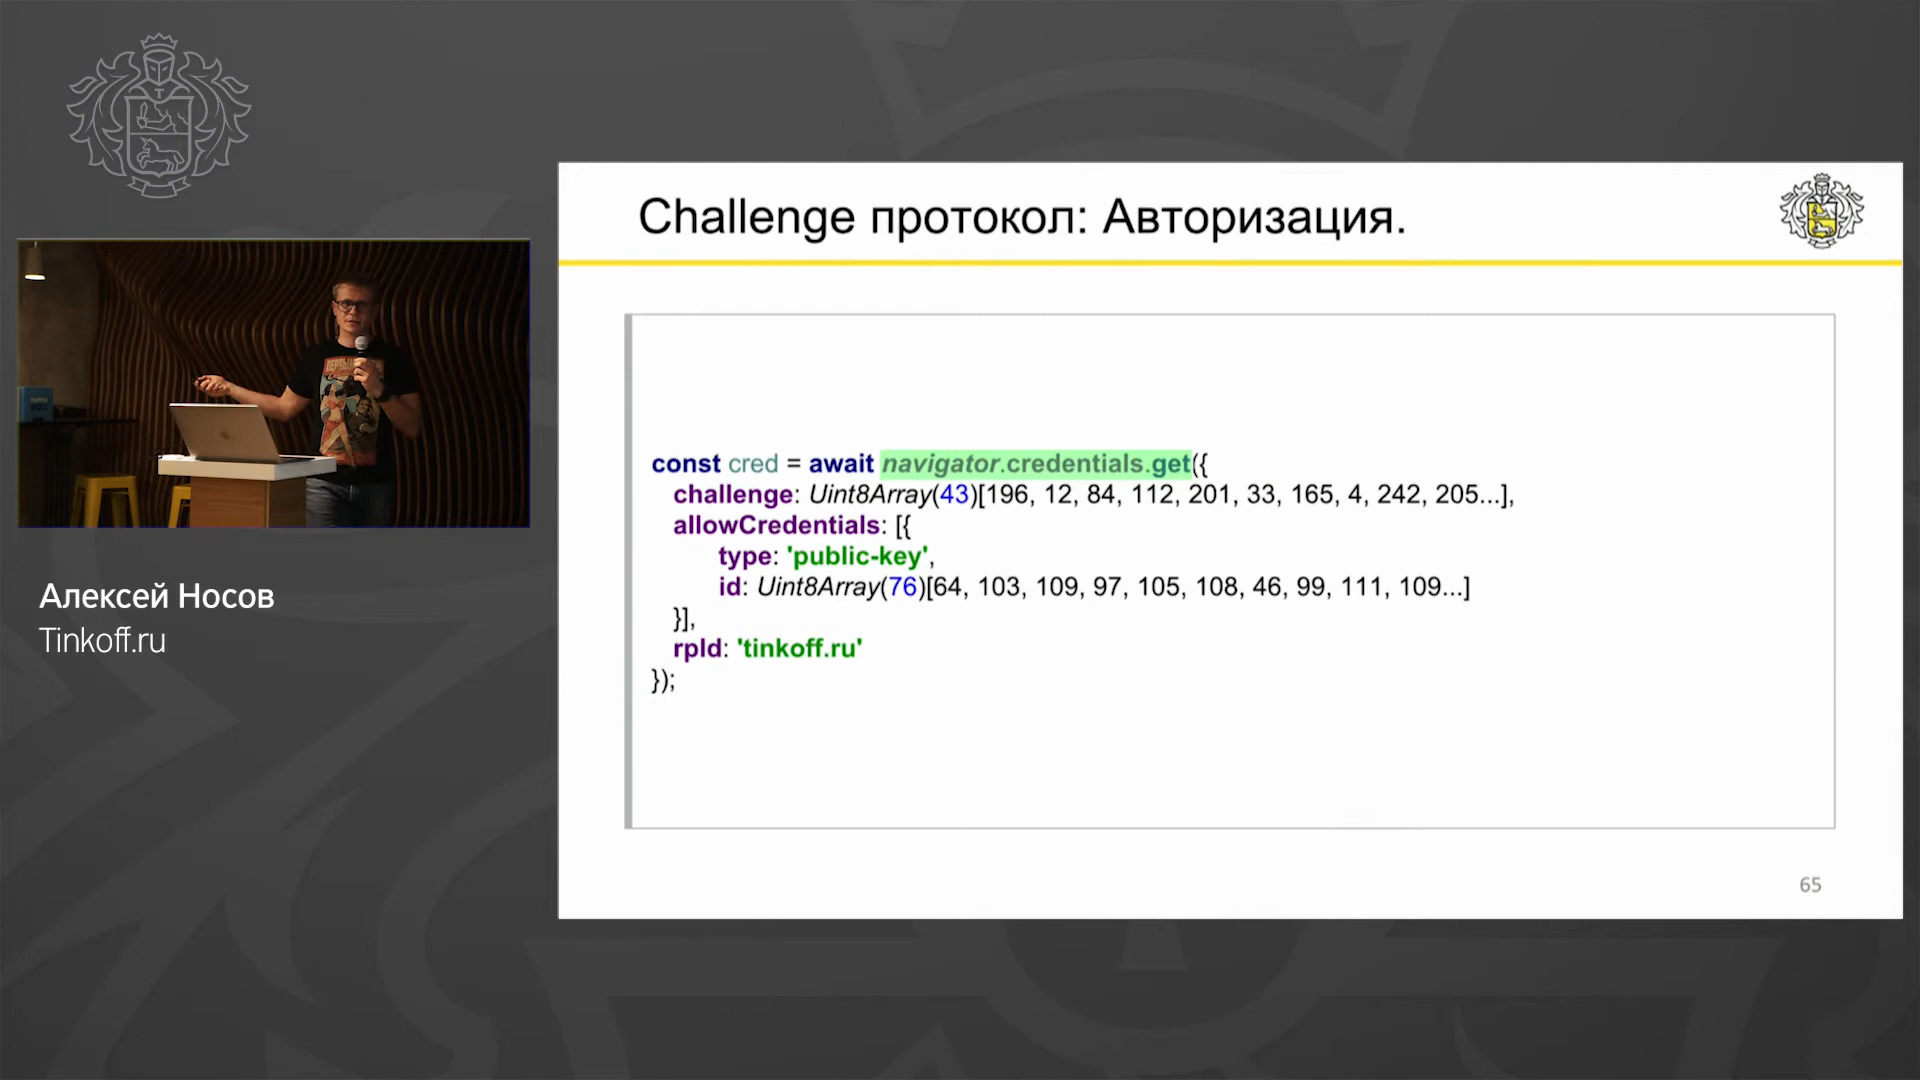 Challenge протокол: Авторизация.
const cred = await navigator.credentials.get({
challenge: Uint8Array(43)[196, 12, 84, 112, 201, 33, 165, 4, 242, 205...],
allowCredentials: [{
type: 'public-key',
id: Uint8Array(76)[64, 103, 109, 97, 105, 108, 46, 99, 111, 109...]
}],
rpId: 'tinkoff.ru'
});
65
Алексей Носов
Tinkoff.ru